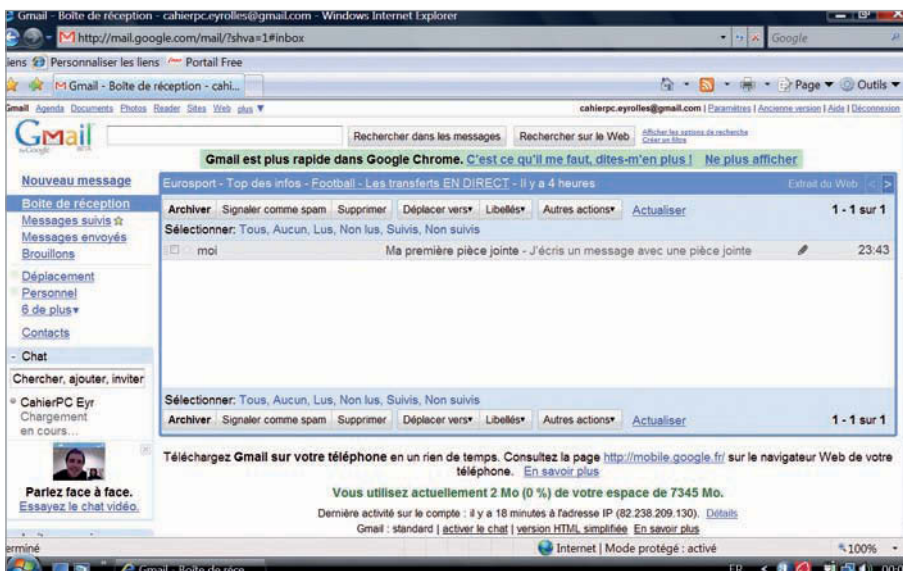 Gmail - Boîte de réception - cahierpc.eyrolles@gmail.com - Windows Internet Explorer
http://mail.google.com/mail/?shva=1#inbox
Google
iens Personnaliser les liens Portail Free
Gmail - Boîte de réception - cahi...
Page Outils
Gmail Agenda Documents Photos Reader Sites Web plus
cahierpc.eyrolles@gmail.com | Paramètres | Ancienne version | Aide | Déconnexion
Gmail
Rechercher dans les messages
Rechercher sur le Web
Afficher les options de recherche
Créer un filtre
Gmail est plus rapide dans Google Chrome. C'est ce qu'il me faut, dites-m'en plus ! Ne plus afficher
Nouveau message
Boîte de réception
Messages suivis
Messages envoyés
Brouillons
Déplacement
Personnel
6 de plus
Contacts
Chat
Chercher, ajouter, inviter
CahierPC Eyr
Chargement
en cours...
Parlez face à face.
Essayez le chat vidéo.
Eurosport - Top des infos - Football - Les transferts EN DIRECT - Il y a 4 heures
Extrait du Web < >
Archiver Signaler comme spam Supprimer Déplacer vers Libellés Autres actions Actualiser 1 - 1 sur 1
Sélectionner: Tous, Aucun, Lus, Non lus, Suivis, Non suivis
moi Ma première pièce jointe - J'écris un message avec une pièce jointe 23:43
Sélectionner: Tous, Aucun, Lus, Non lus, Suivis, Non suivis
Archiver Signaler comme spam Supprimer Déplacer vers Libellés Autres actions Actualiser 1 - 1 sur 1
Téléchargez Gmail sur votre téléphone en un rien de temps. Consultez la page http://mobile.google.fr/ sur le navigateur Web de votre
téléphone. En savoir plus
Vous utilisez actuellement 2 Mo (0 %) de votre espace de 7345 Mo.
Dernière activité sur le compte : il y a 18 minutes à l'adresse IP (82.238.209.130). Détails
Gmail : standard | activer le chat | version HTML simplifiée En savoir plus
erminé
Internet | Mode protégé : activé
100%
Gmail - Boîte de réce...
FR